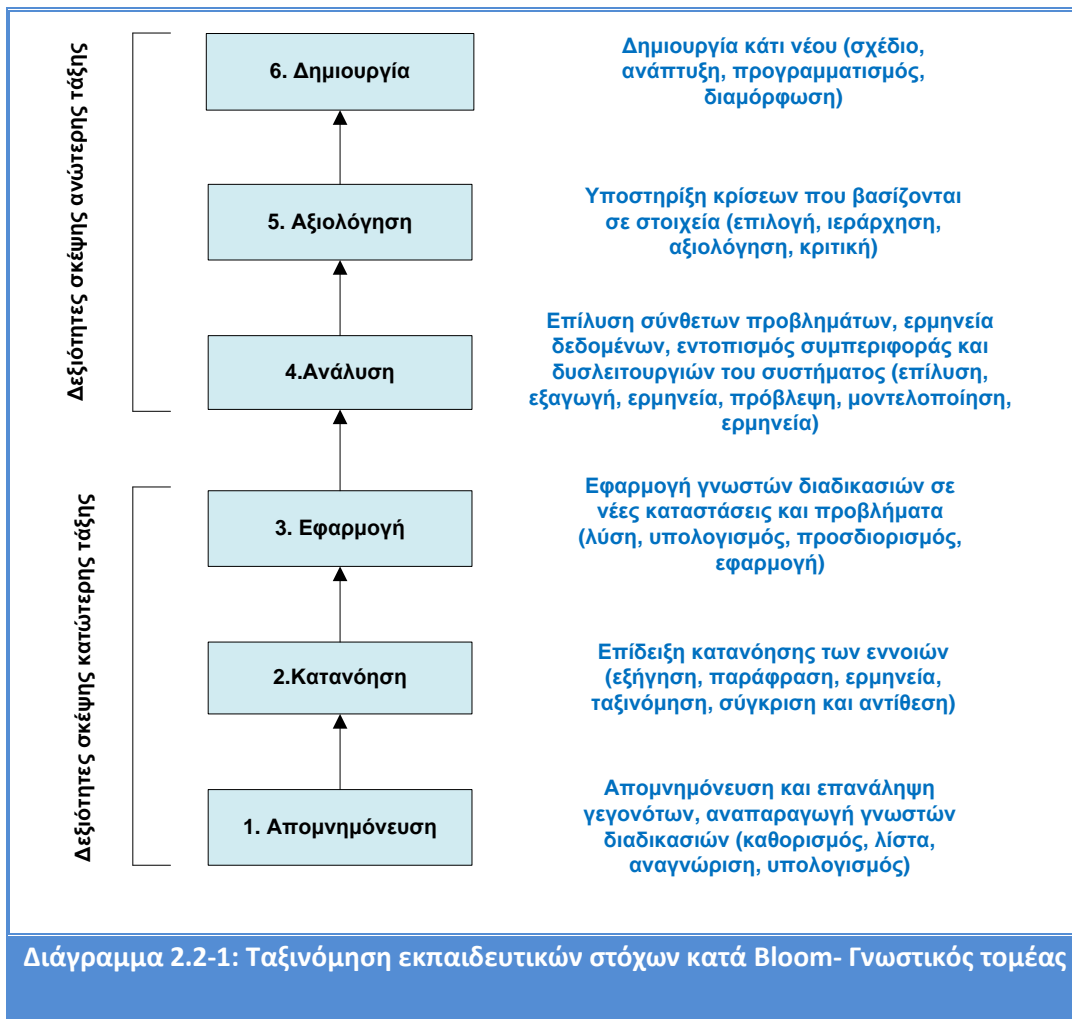 Δεξιότητες σκέψης ανώτερης τάξης
6. Δημιουργία
Δημιουργία κάτι νέου (σχέδιο,
ανάπτυξη, προγραμματισμός,
διαμόρφωση)
5. Αξιολόγηση
Υποστηρίξη κρίσεων που βασίζονται
σε στοιχεία (επιλογή, ιεράρχηση,
αξιολόγηση, κριτική)
4.Ανάλυση
Επίλυση σύνθετων προβλημάτων, ερμηνεία
δεδομένων, εντοπισμός συμπεριφοράς και
δυσλειτουργιών του συστήματος (επίλυση,
εξαγωγή, ερμηνεία, πρόβλεψη, μοντελοποίηση,
ερμηνεία)
Δεξιότητες σκέψης κατώτερης τάξης
3. Εφαρμογή
Εφαρμογή γνωστών διαδικασιών σε
νέες καταστάσεις και προβλήματα
(λύση, υπολογισμός, προσδιορισμός,
εφαρμογή)
2.Κατανόηση
Επίδειξη κατανόησης των εννοιών
(εξήγηση, παράφραση, ερμηνεία,
ταξινόμηση, σύγκριση και αντίθεση)
1. Απομνημόνευση
Απομνημόνευση και επανάληψη
γεγονότων, αναπαραγωγή γνωστών
διαδικασιών (καθορισμός, λίστα,
αναγνώριση, υπολογισμός)
Διάγραμμα 2.2-1: Ταξινόμηση εκπαιδευτικών στόχων κατά Bloom- Γνωστικός τομέας